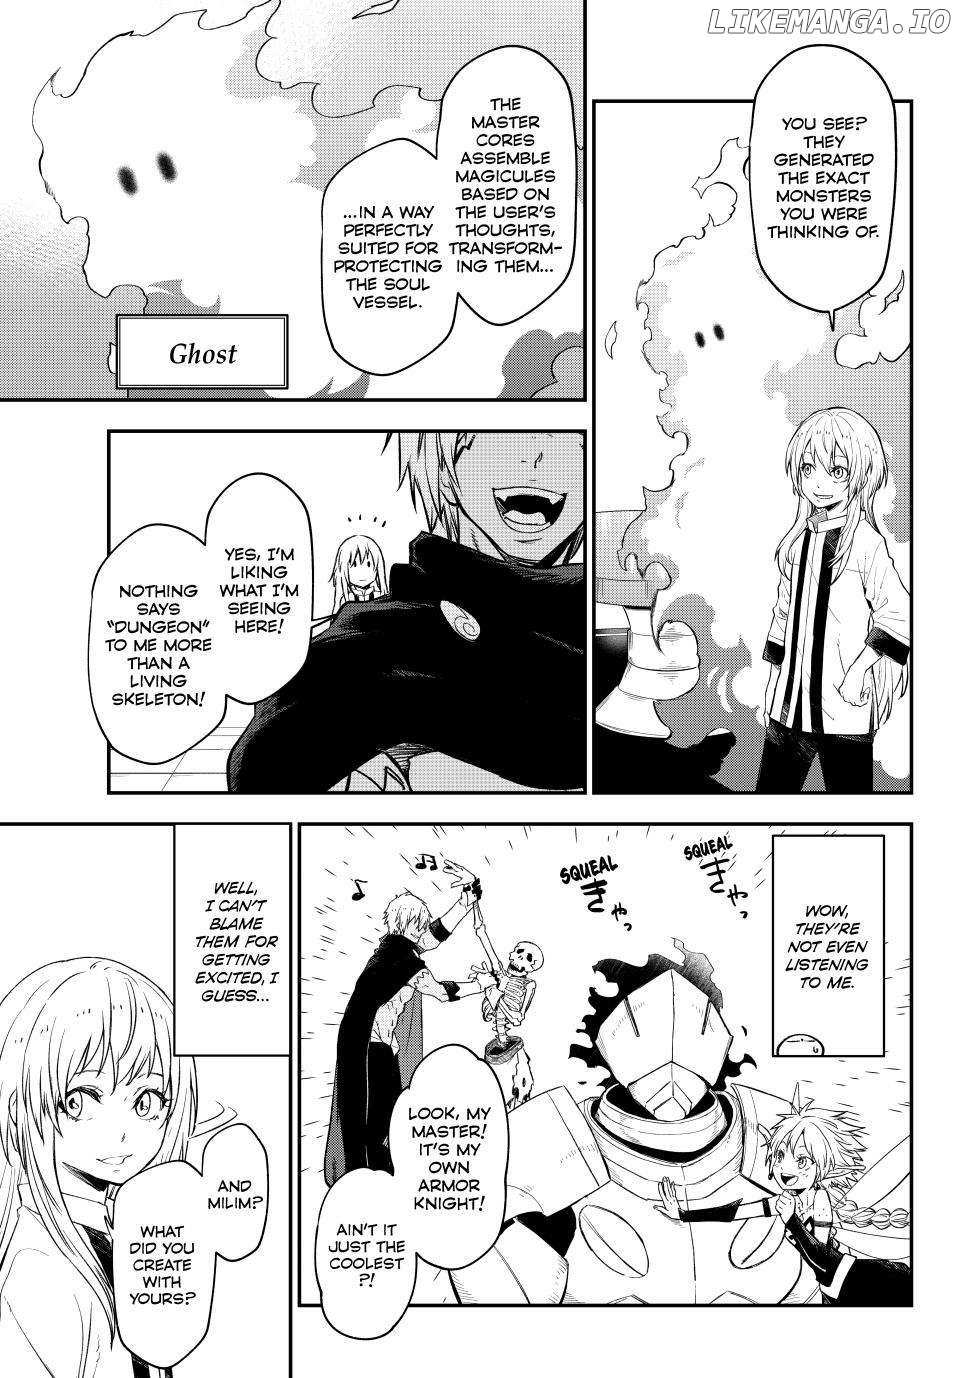 LIKEMANGA.IO
YOU SEE?
THEY
GENERATED
THE EXACT
MONSTERS
YOU WERE
THINKING OF.
THE
MASTER
CORES
ASSEMBLE
MAGICULES
BASED ON
THE USER'S
THOUGHTS,
TRANSFORM-
ING THEM...
...IN A WAY
PERFECTLY
SUITED FOR
PROTECTING
THE SOUL
VESSEL.
Ghost
YES, I'M
LIKING
WHAT I'M
SEEING
HERE!
NOTHING
SAYS
"DUNGEON"
TO ME MORE
THAN A
LIVING
SKELETON!
WOW,
THEY'RE
NOT EVEN
LISTENING
TO ME.
SQUEAL
きゃっ
SQUEAL
きゃっ
LOOK, MY
MASTER!
IT'S MY
OWN
ARMOR
KNIGHT!
AIN'T IT
JUST THE
COOLEST
?!
WELL,
I CAN'T
BLAME
THEM FOR
GETTING
EXCITED, I
GUESS...
AND
MILIM?
WHAT
DID YOU
CREATE
WITH
YOURS?